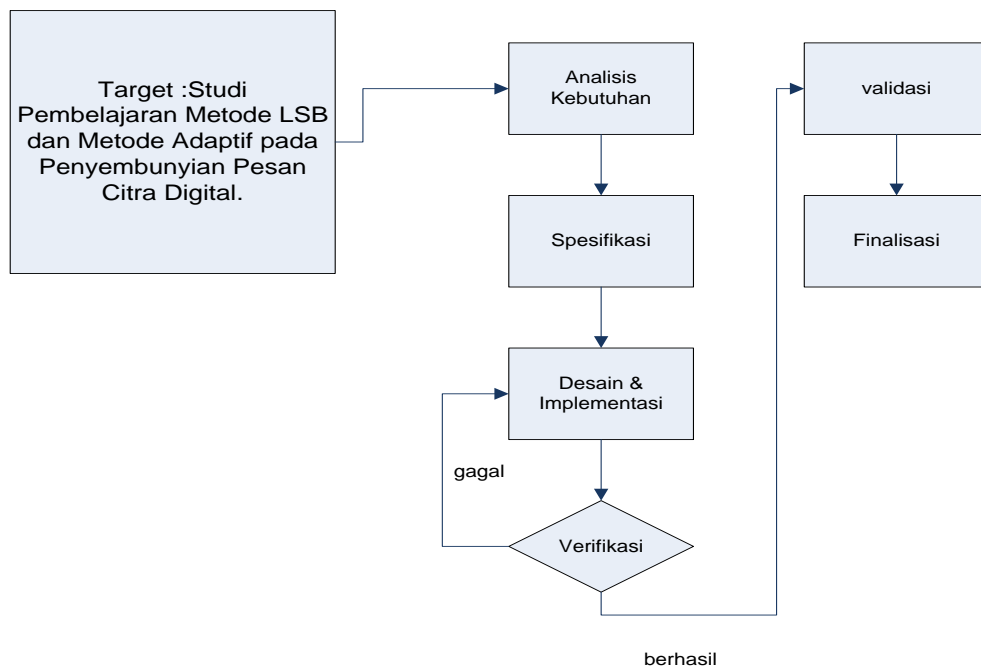 Target :Studi
Pembelajaran Metode LSB
dan Metode Adaptif pada
Penyembunyian Pesan
Citra Digital.
Analisis
Kebutuhan
Spesifikasi
Desain &
Implementasi
gagal
Verifikasi
berhasil
validasi
Finalisasi